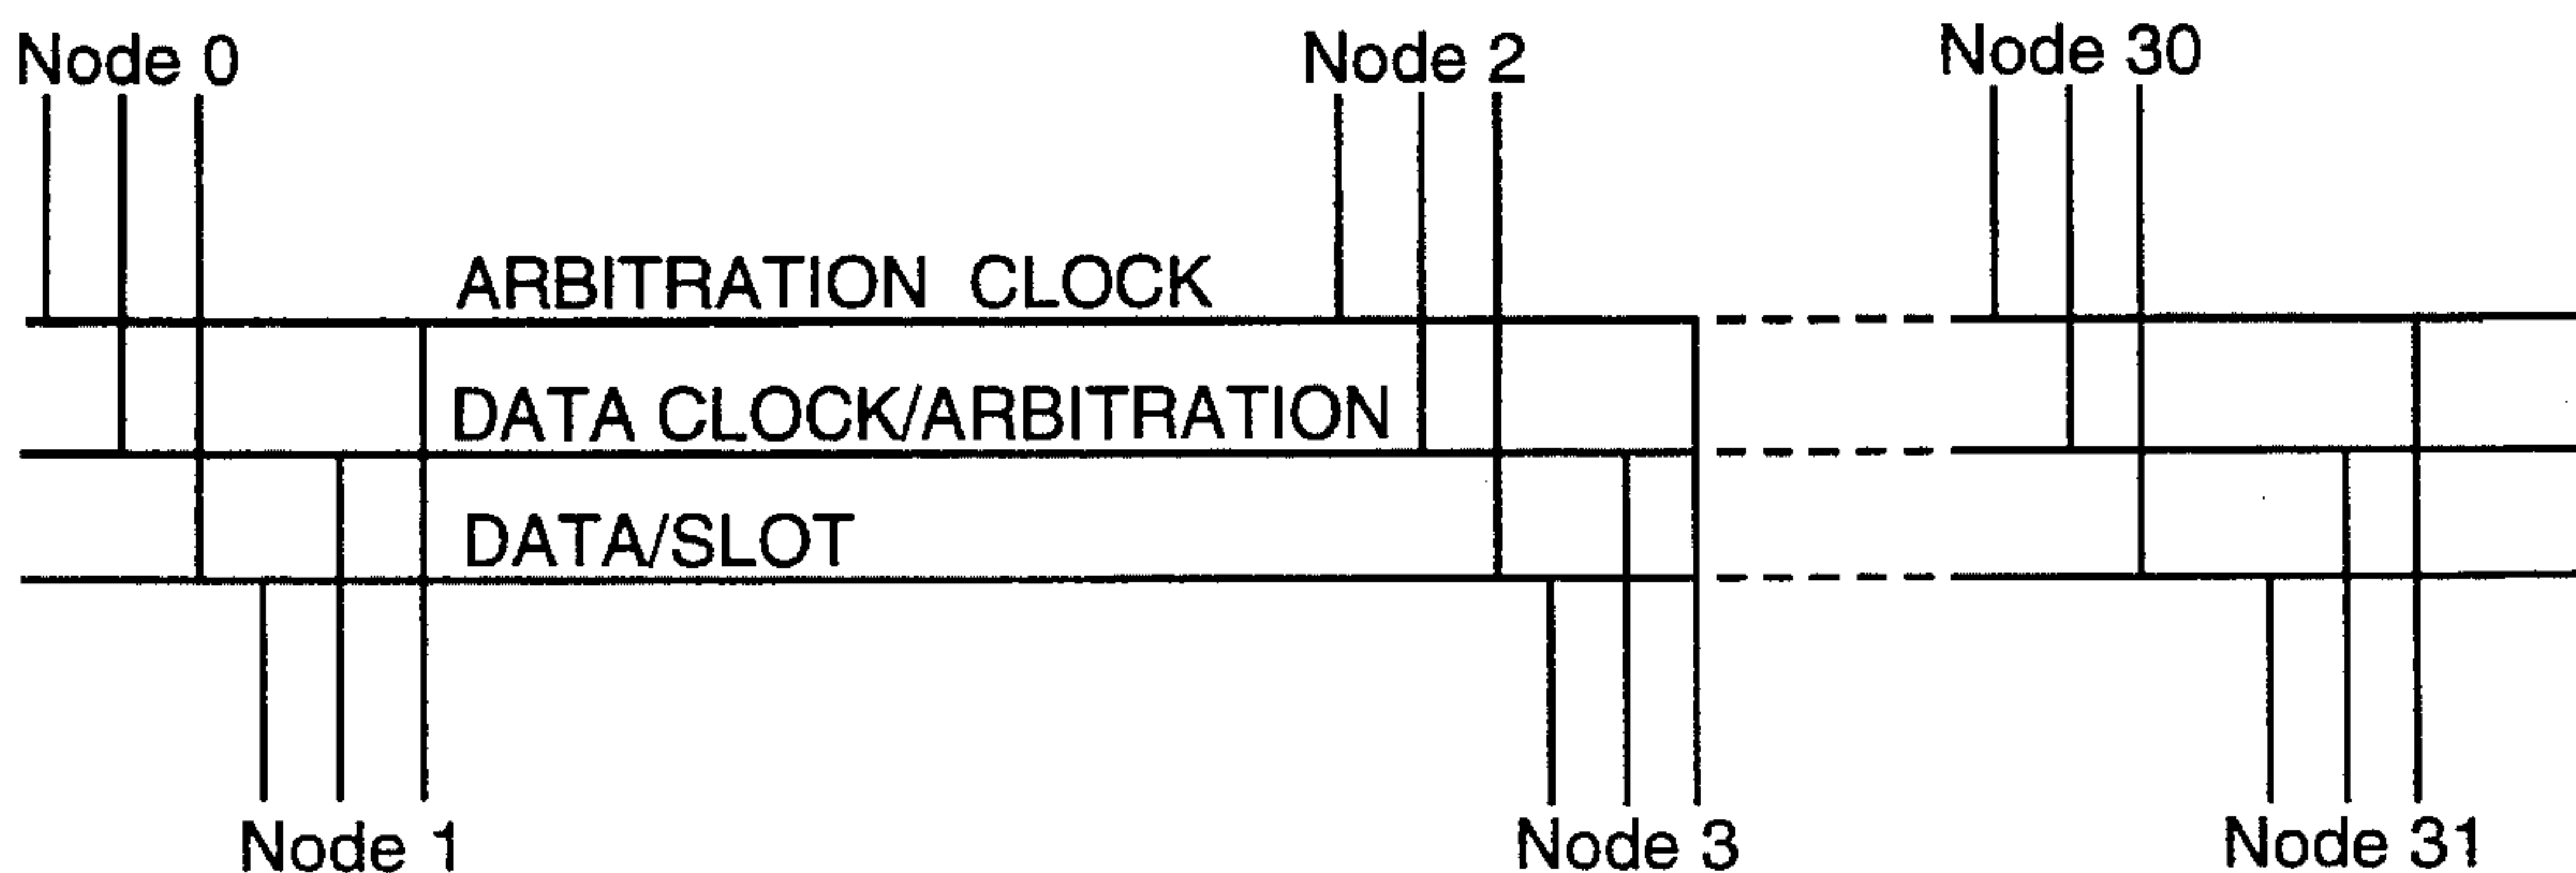 Node 0
Node 2
Node 30
ARBITRATION CLOCK
DATA CLOCK/ARBITRATION
DATA/SLOT
Node 1
Node 3
Node 31